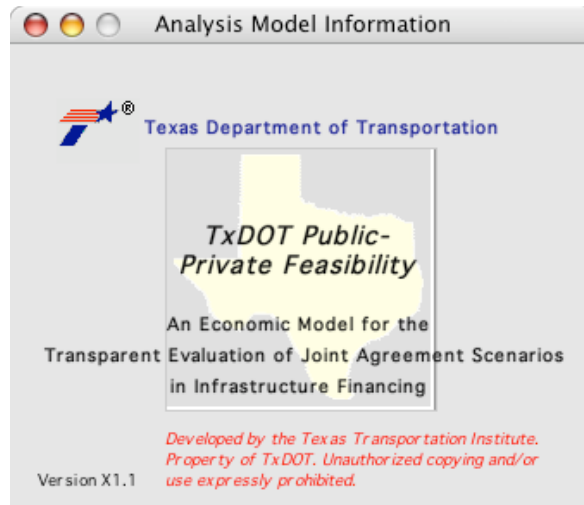 Analysis Model Information
®
Texas Department of Transportation
TxDOT Public-
Private Feasibility
An Economic Model for the
Transparent Evaluation of Joint Agreement Scenarios
in Infrastructure Financing
Developed by the Texas Transportation Institute.
Property of TxDOT. Unauthorized copying and/or
use expressly prohibited.
Version X1.1